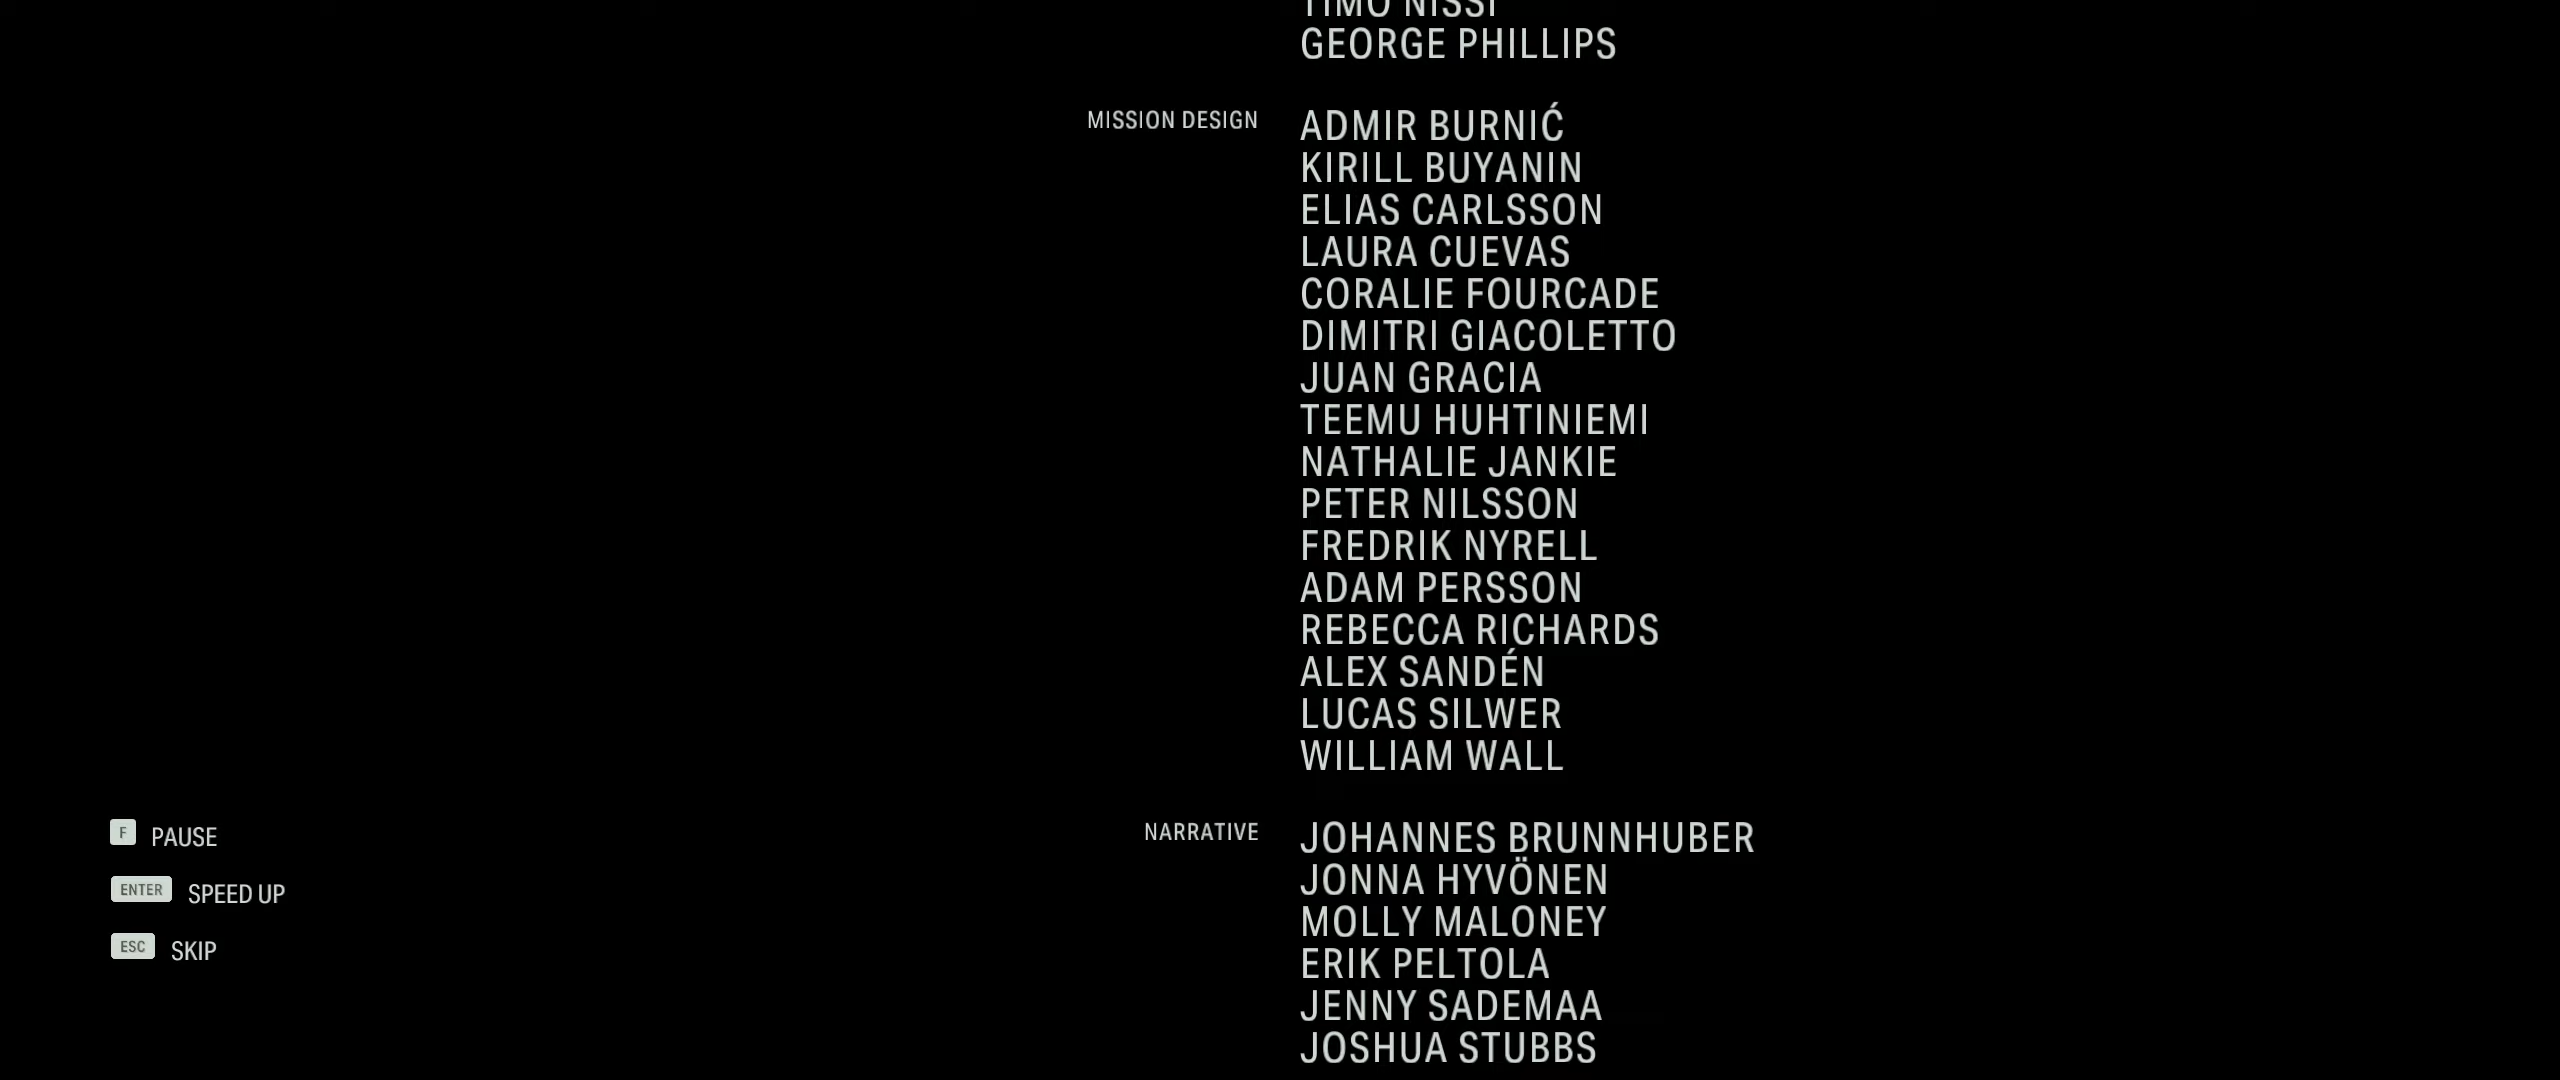 TIMO NISSI
GEORGE PHILLIPS
MISSION DESIGN
ADMIR BURNIĆ
KIRILL BUYANIN
ELIAS CARLSSON
LAURA CUEVAS
CORALIE FOURCADE
DIMITRI GIACOLETTO
JUAN GRACIA
TEEMU HUHTINIEMI
NATHALIE JANKIE
PETER NILSSON
FREDRIK NYRELL
ADAM PERSSON
REBECCA RICHARDS
ALEX SANDÉN
LUCAS SILWER
WILLIAM WALL
NARRATIVE
JOHANNES BRUNNHUBER
JONNA HYVÖNEN
MOLLY MALONEY
ERIK PELTOLA
JENNY SADEMAA
JOSHUA STUBBS
F PAUSE
ENTER SPEED UP
ESC SKIP